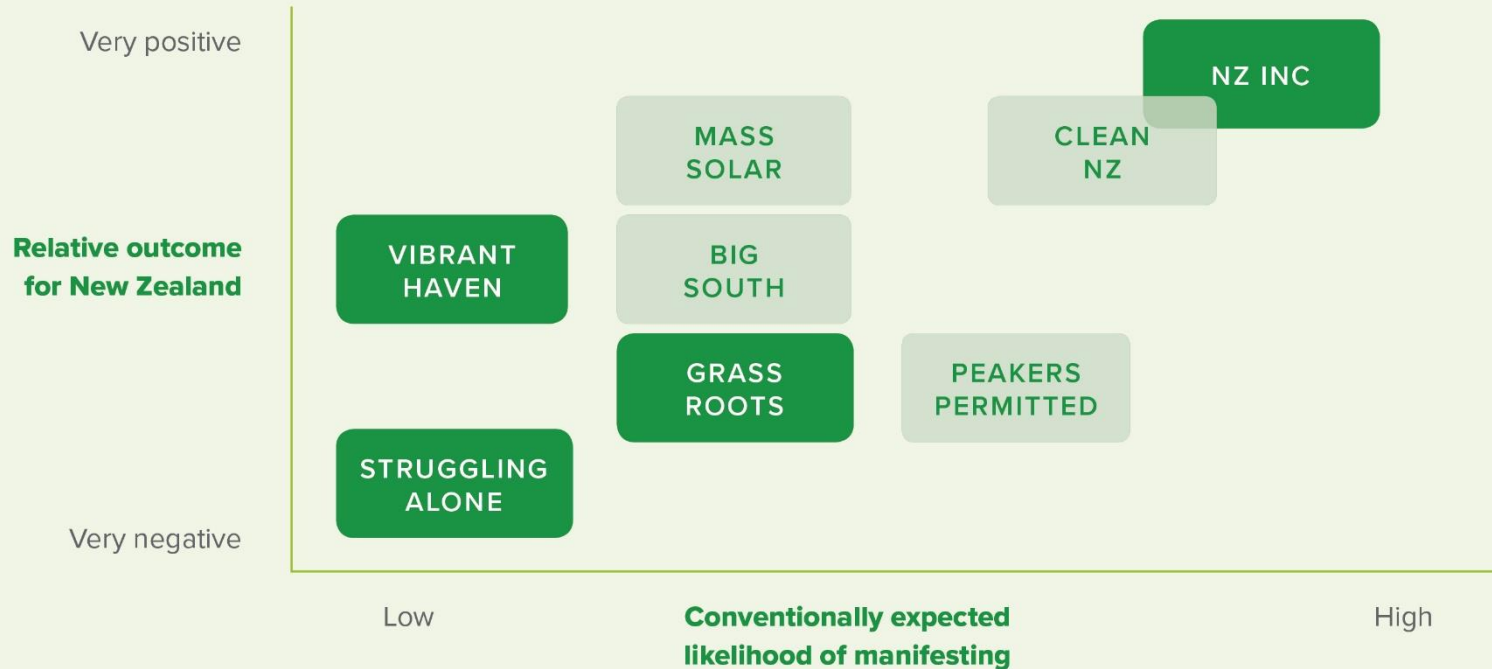 Very positive
NZ INC
MASS
SOLAR
CLEAN
NZ
Relative outcome
for New Zealand
VIBRANT
HAVEN
BIG
SOUTH
GRASS
ROOTS
PEAKERS
PERMITTED
STRUGGLING
ALONE
Very negative
Low
Conventionally expected
likelihood of manifesting
High